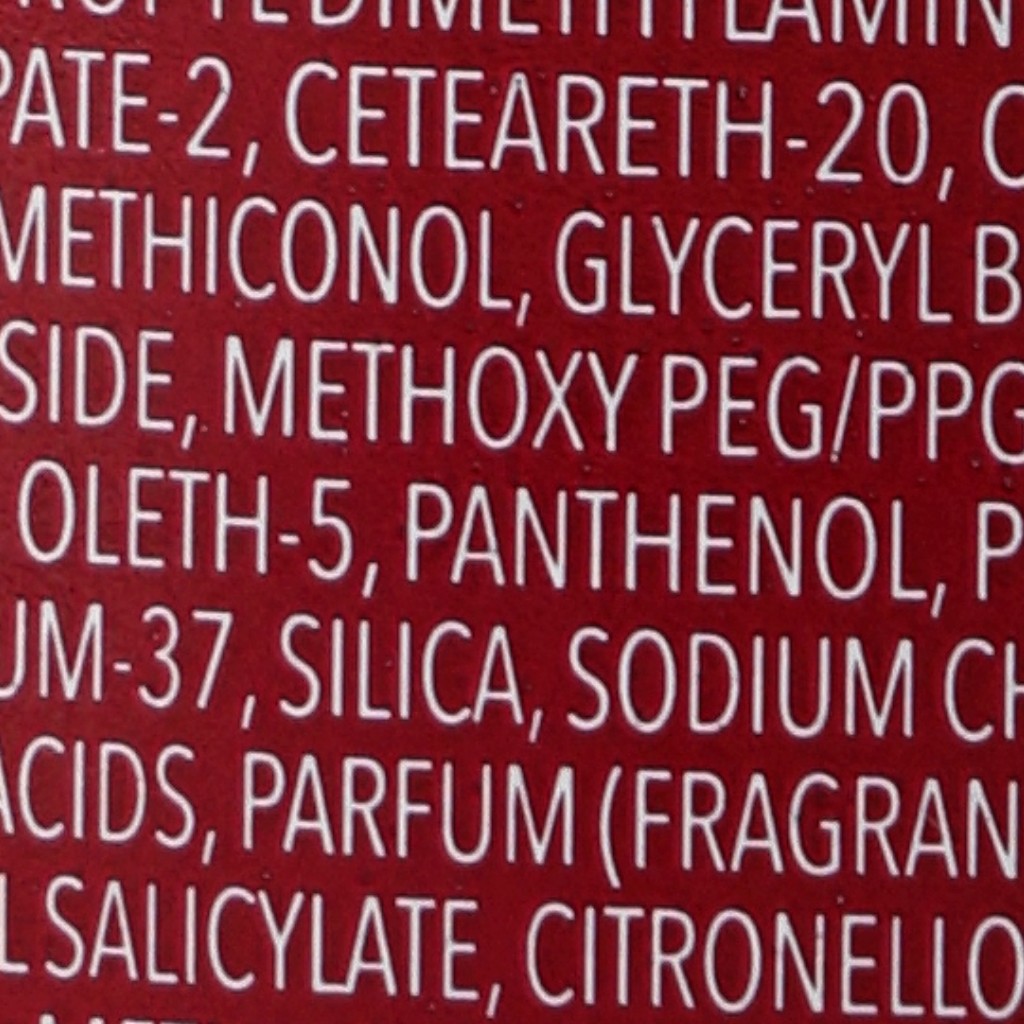 PATE-2, CETEARETH-20, C
METHICONOL, GLYCERYL B
SIDE, METHOXY PEG/PPG
OLETH-5, PANTHENOL, P
UM-37, SILICA, SODIUM CH
ACIDS, PARFUM (FRAGRAN
L SALICYLATE, CITRONELLO